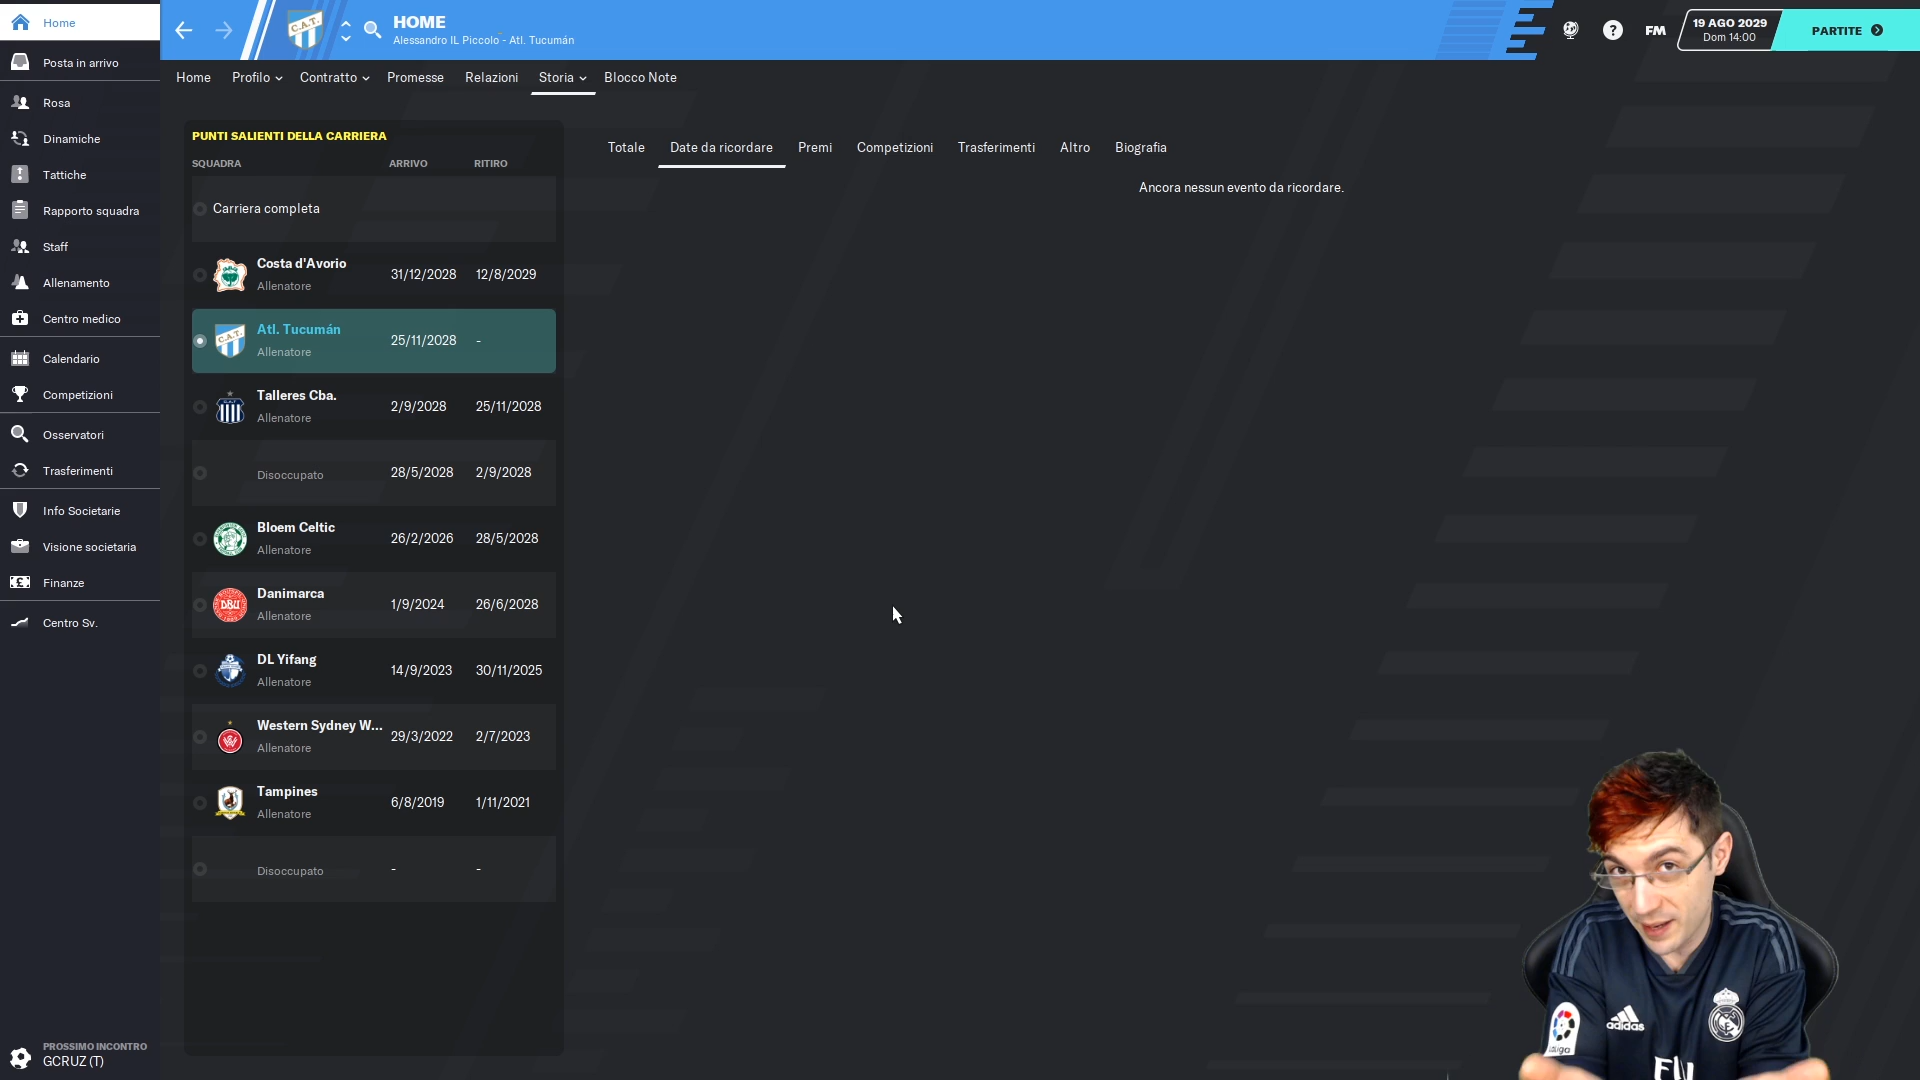 Home
Posta in arrivo
Rosa
Dinamiche
Tattiche
Rapporto squadra
Staff
Allenamento
Centro medico
Calendario
Competizioni
Osservatori
Trasferimenti
Info Societarie
Visione societaria
Finanze
Centro Sv.
PROSSIMO INCONTRO
GCRUZ (T)
C.A.T.
HOME
Alessandro IL Piccolo - Atl. Tucumán
?
FM
19 AGO 2029
Dom 14:00
PARTITE
Home Profilo Contratto Promesse Relazioni Storia Blocco Note
PUNTI SALIENTI DELLA CARRIERA
SQUADRA ARRIVO RITIRO
Carriera completa
Costa d'Avorio
Allenatore
31/12/2028 12/8/2029
C.A.T.
Atl. Tucumán
Allenatore
25/11/2028 -
Talleres Cba.
Allenatore
2/9/2028 25/11/2028
Disoccupato 28/5/2028 2/9/2028
Bloem Celtic
Allenatore
26/2/2026 28/5/2028
DBU
Danimarca
Allenatore
1/9/2024 26/6/2028
DL Yifang
Allenatore
14/9/2023 30/11/2025
Western Sydney W...
Allenatore
29/3/2022 2/7/2023
Tampines
Allenatore
6/8/2019 1/11/2021
Disoccupato - -
Totale Date da ricordare Premi Competizioni Trasferimenti Altro Biografia
Ancora nessun evento da ricordare.
adidas
LaLiga